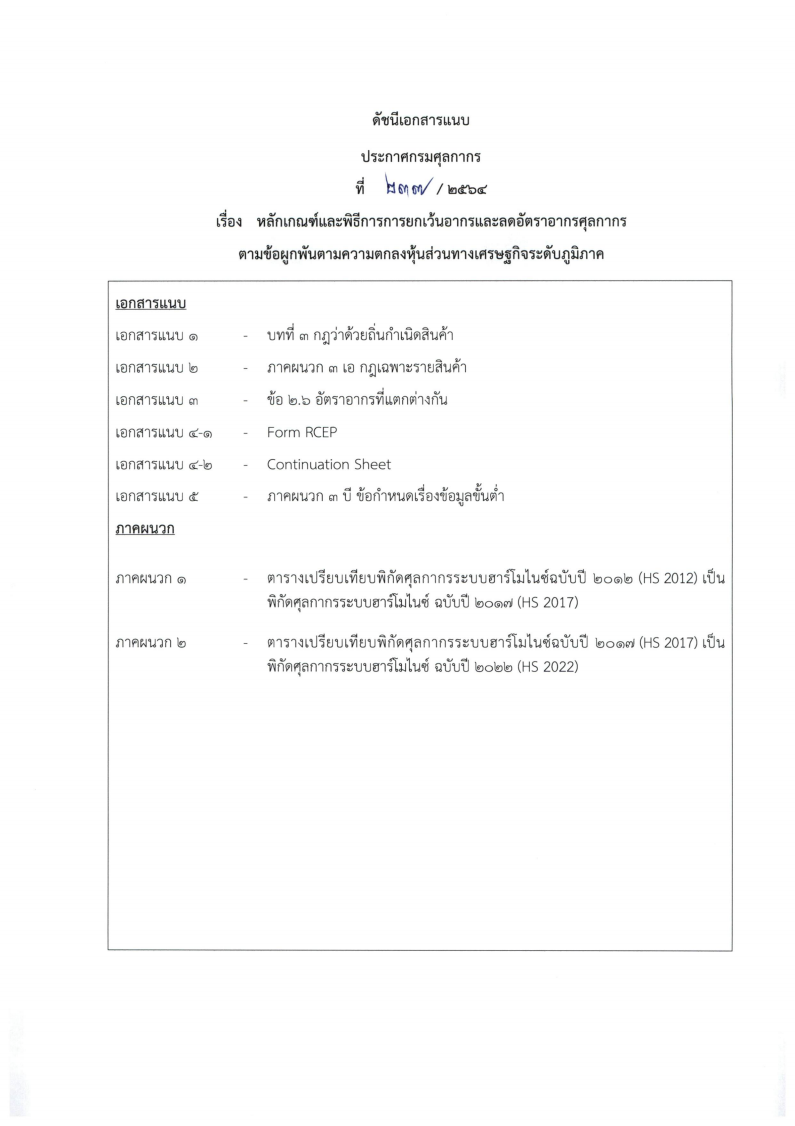 ดัชนีเอกสารแนบ
ประกาศกรมศุลกากร
ที่ ๒๓๗ / ๒๕๖๔
เรื่อง หลักเกณฑ์และพิธีการการยกเว้นอากรและลดอัตราอากรศุลกากร
ตามข้อผูกพันตามความตกลงหุ้นส่วนทางเศรษฐกิจระดับภูมิภาค
เอกสารแนบ
เอกสารแนบ ๑ - บทที่ ๓ กฎว่าด้วยถิ่นกำเนิดสินค้า
เอกสารแนบ ๒ - ภาคผนวก ๓ เอ กฎเฉพาะรายสินค้า
เอกสารแนบ ๓ - ข้อ ๒.๖ อัตราอากรที่แตกต่างกัน
เอกสารแนบ ๔-๑ - Form RCEP
เอกสารแนบ ๔-๒ - Continuation Sheet
เอกสารแนบ ๕ - ภาคผนวก ๓ บี ข้อกำหนดเรื่องข้อมูลขั้นต่ำ
ภาคผนวก
ภาคผนวก ๑ - ตารางเปรียบเทียบพิกัดศุลกากรระบบฮาร์โมไนซ์ฉบับปี ๒๐๑๒ (HS 2012) เป็น
พิกัดศุลกากรระบบฮาร์โมไนซ์ ฉบับปี ๒๐๑๗ (HS 2017)
ภาคผนวก ๒ - ตารางเปรียบเทียบพิกัดศุลกากรระบบฮาร์โมไนซ์ฉบับปี ๒๐๑๗ (HS 2017) เป็น
พิกัดศุลกากรระบบฮาร์โมไนซ์ ฉบับปี ๒๐๒๒ (HS 2022)